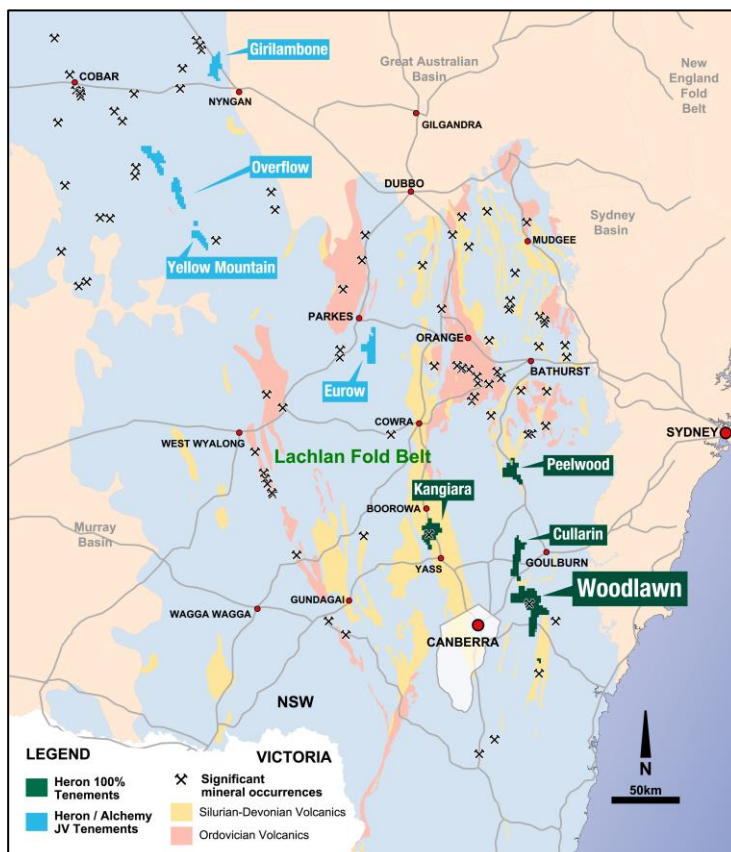 Girilambone
Great Australian
Basin
New
England
Fold
Belt
COBAR
NYNGAN
GILGANDRA
Overflow
DUBBO
Sydney
Basin
MUDGEE
Yellow Mountain
PARKES
ORANGE
BATHURST
Eurow
COWRA
WEST WYALONG
SYDNEY
Lachlan Fold Belt
Peelwood
Kangiara
BOOROWA
Murray
Basin
Cullarin
YASS
GOULBURN
Woodlawn
GUNDAGAI
WAGGA WAGGA
CANBERRA
NSW
LEGEND
VICTORIA
Heron 100%
Tenements
Significant
mineral occurrences
Heron / Alchemy
JV Tenements
Silurian-Devonian Volcanics
Ordovician Volcanics
N
50km